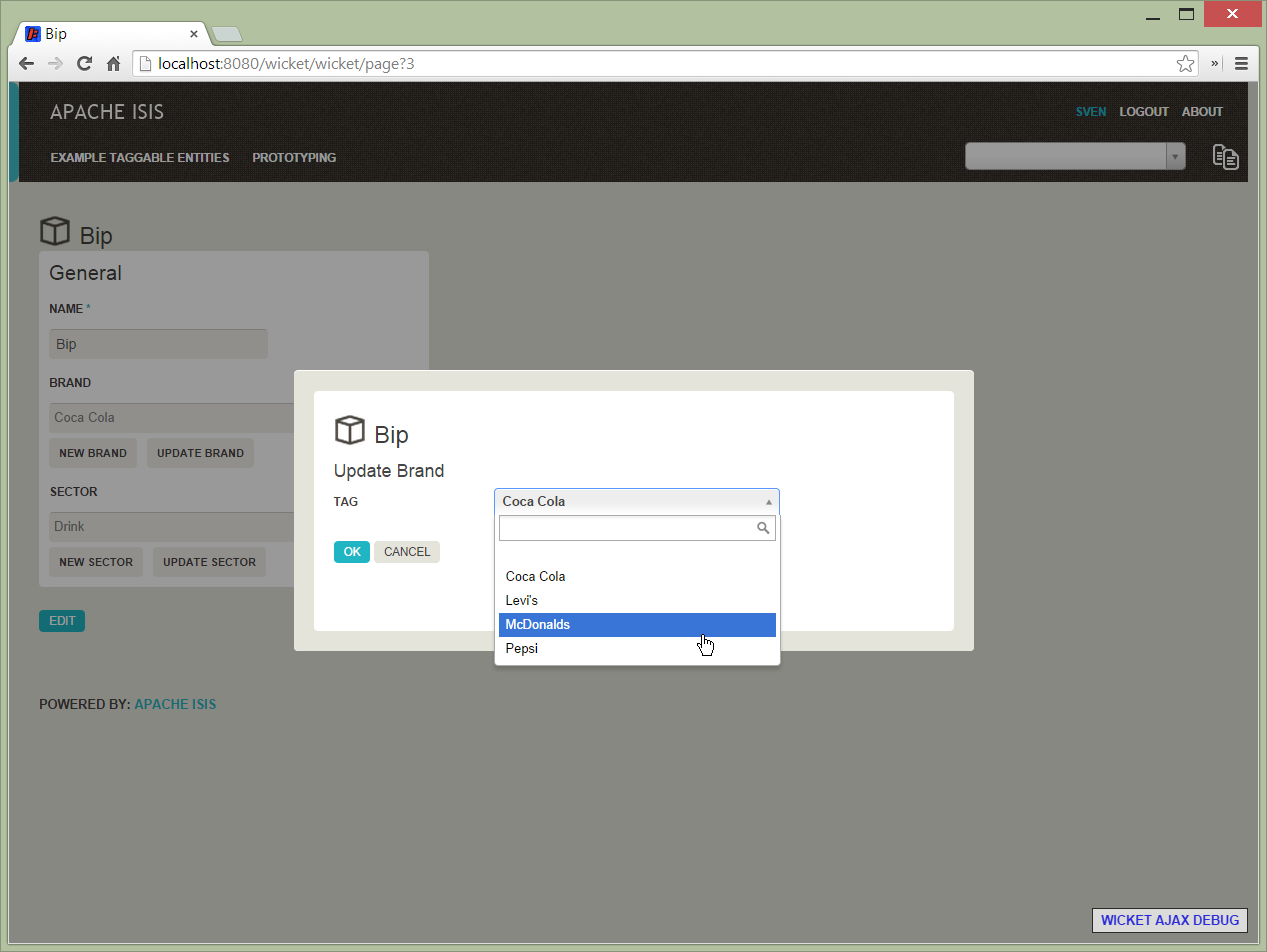 Bip
localhost:8080/wicket/wicket/page?3
APACHE ISIS
SVEN LOGOUT ABOUT
EXAMPLE TAGGABLE ENTITIES PROTOTYPING
Bip
General
NAME *
Bip
BRAND
Coca Cola
NEW BRAND UPDATE BRAND
SECTOR
Drink
NEW SECTOR UPDATE SECTOR
EDIT
Bip
Update Brand
TAG Coca Cola
OK CANCEL
Coca Cola
Levi's
McDonalds
Pepsi
POWERED BY: APACHE ISIS
WICKET AJAX DEBUG